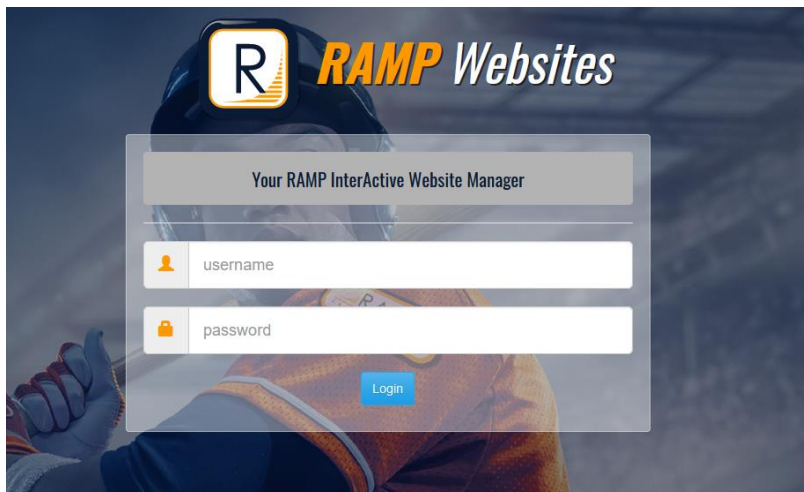 R
RAMP Websites
Your RAMP InterActive Website Manager
username
password
Login